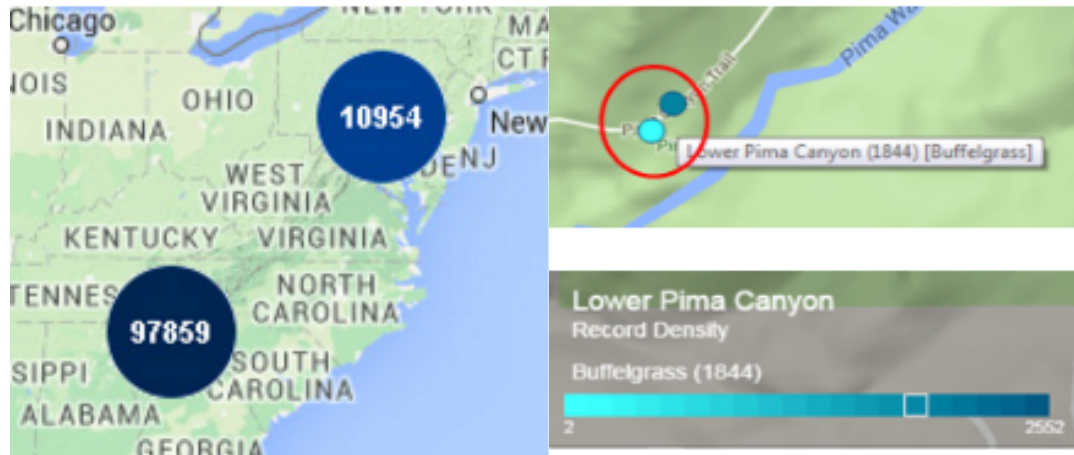 Chicago
NEW YORK
MA
CT R
NOIS
OHIO
10954
New
INDIANA
DE NJ
WEST
VIRGINIA
KENTUCKY
VIRGINIA
TENNES
NORTH
CAROLINA
97859
SSIPPI
SOUTH
CAROLINA
ALABAMA
GEORGIA
Pima Wa
Trail
Lower Pima Canyon (1844) [Buffelgrass]
Lower Pima Canyon
Record Density
Buffelgrass (1844)
2
2552